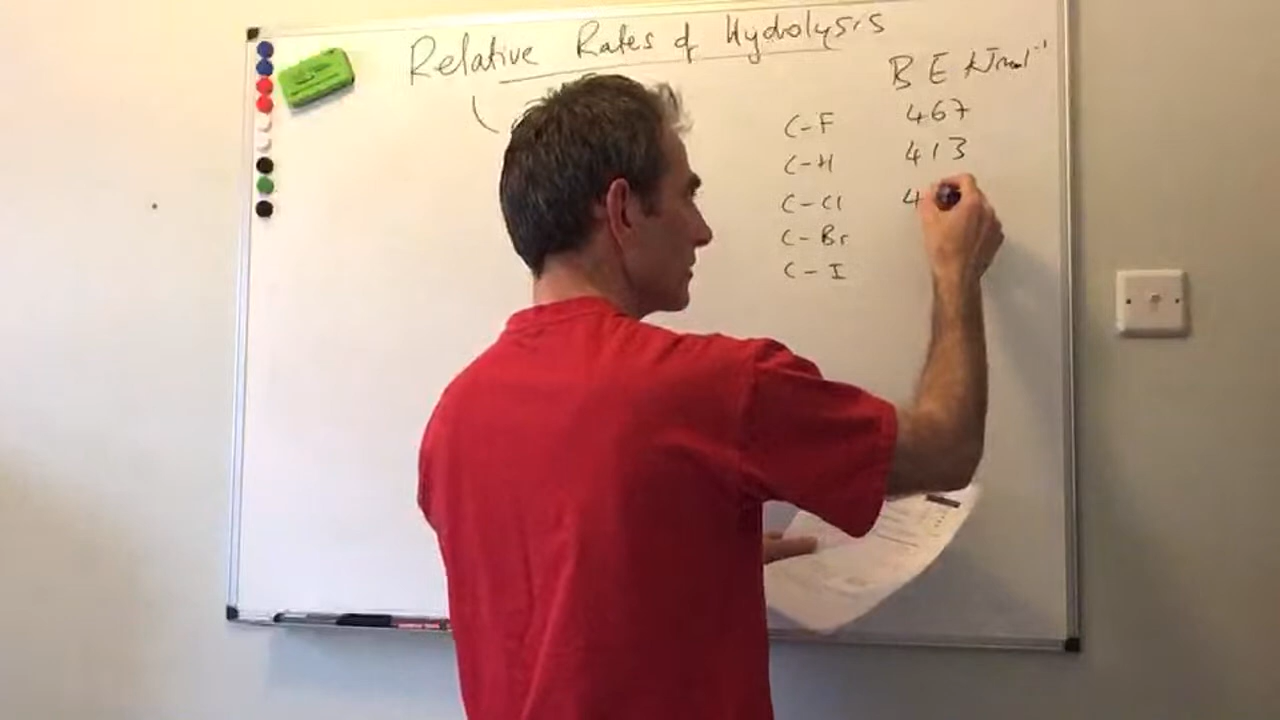 Relative Rates of Hydrolysis
B E kJmol⁻¹
C-F 467
C-H 413
C-Cl 4
C-Br
C-I